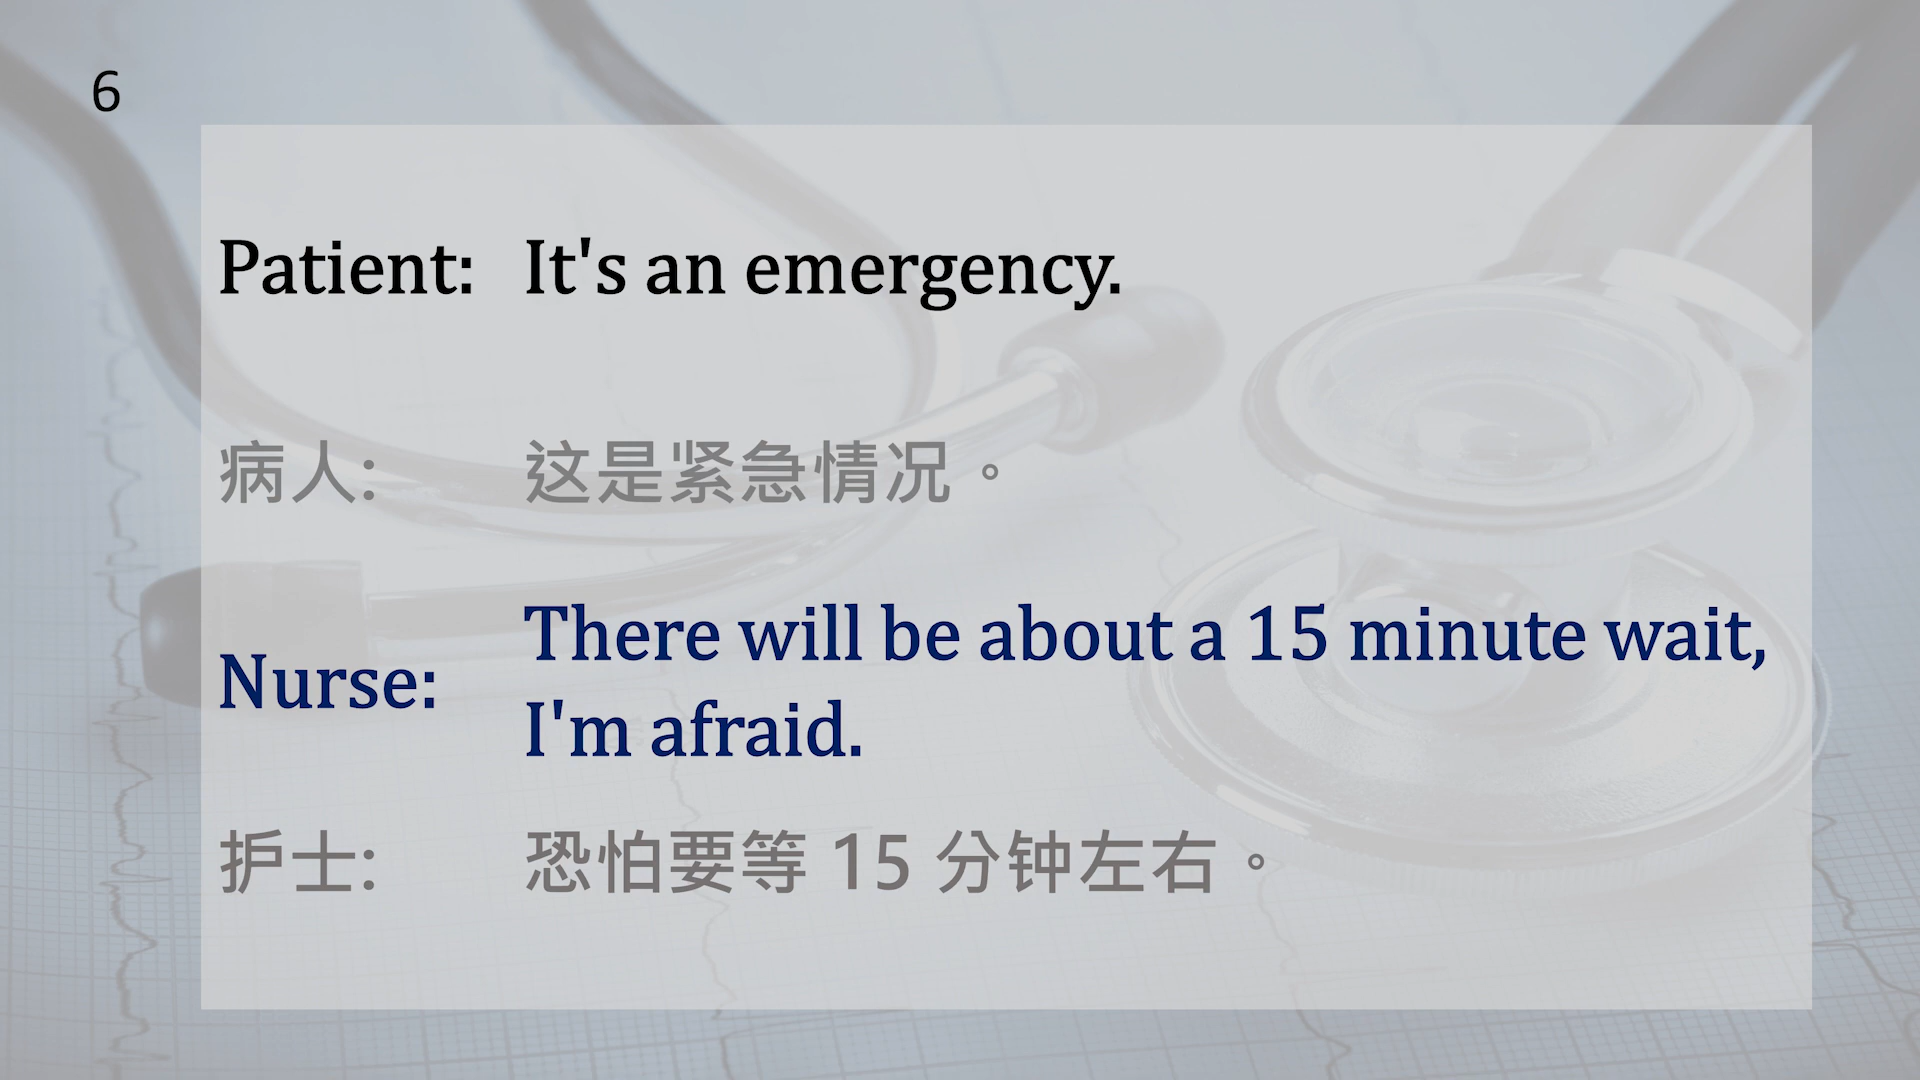 6
Patient: It's an emergency.
病人: 这是紧急情况。
Nurse: There will be about a 15 minute wait,
I'm afraid.
护士: 恐怕要等 15 分钟左右。